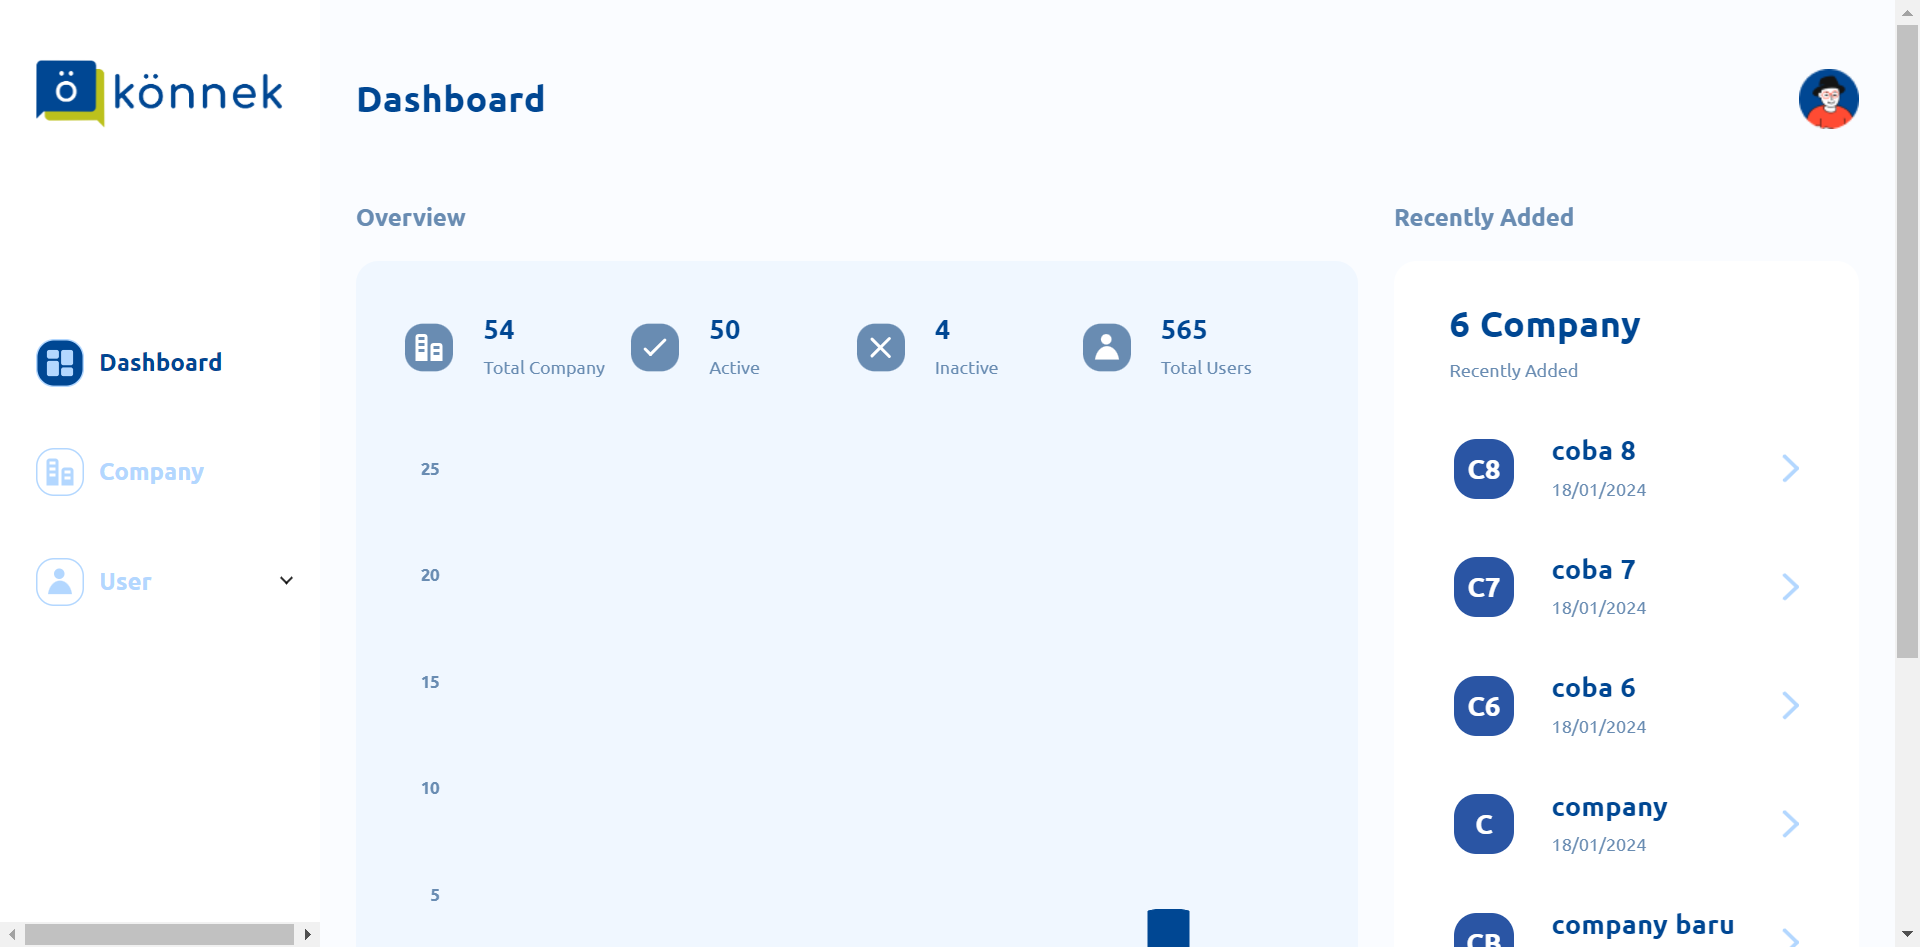 ö könnek
Dashboard
Company
User
Dashboard
Overview
54
Total Company
50
Active
4
Inactive
565
Total Users
25
20
15
10
5
Recently Added
6 Company
Recently Added
C8
coba 8
18/01/2024
C7
coba 7
18/01/2024
C6
coba 6
18/01/2024
C
company
18/01/2024
CB
company baru